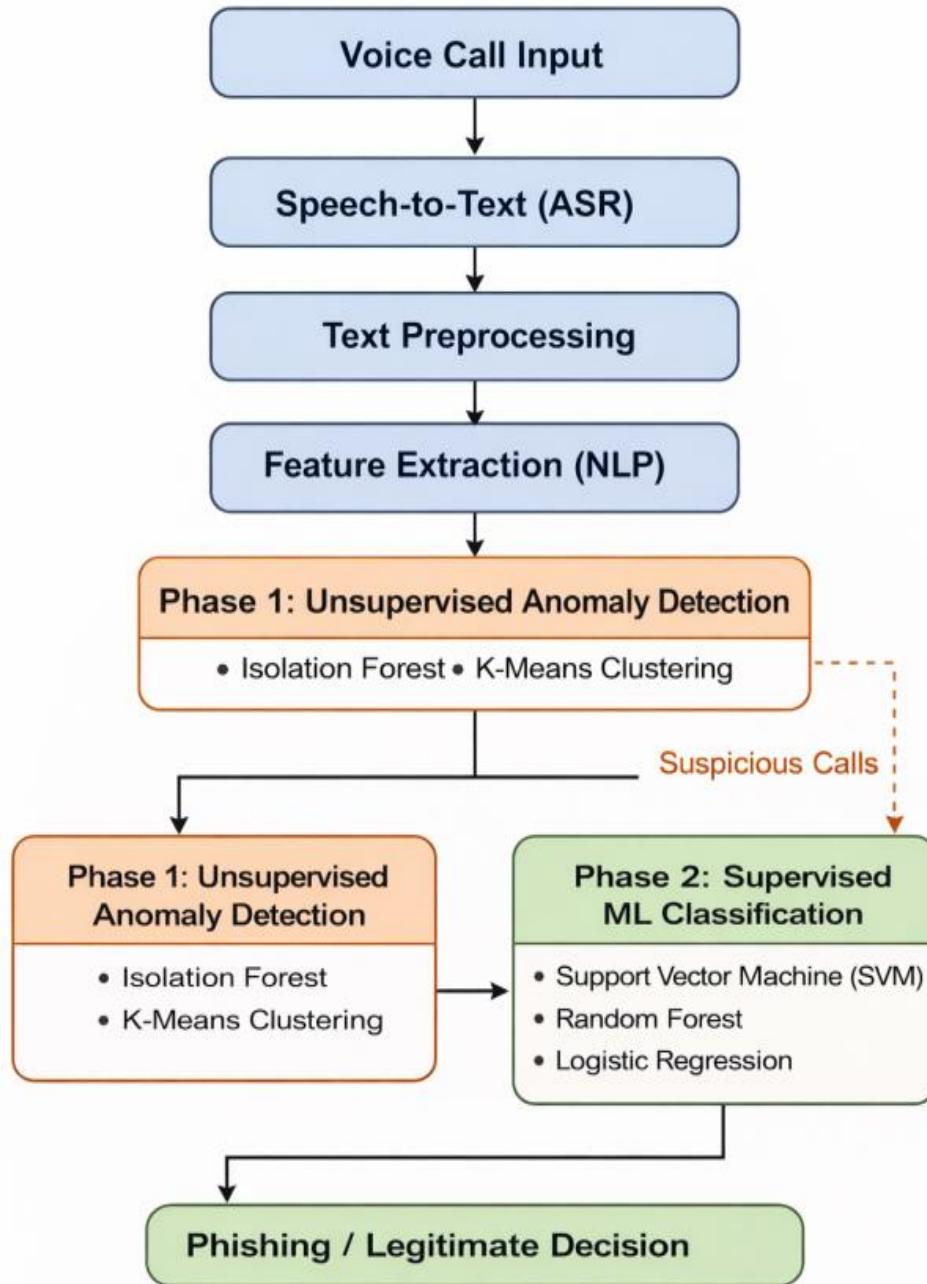 Voice Call Input
Speech-to-Text (ASR)
Text Preprocessing
Feature Extraction (NLP)
Phase 1: Unsupervised Anomaly Detection
• Isolation Forest • K-Means Clustering
Suspicious Calls
Phase 1: Unsupervised
Anomaly Detection
• Isolation Forest
• K-Means Clustering
Phase 2: Supervised
ML Classification
• Support Vector Machine (SVM)
• Random Forest
• Logistic Regression
Phishing / Legitimate Decision